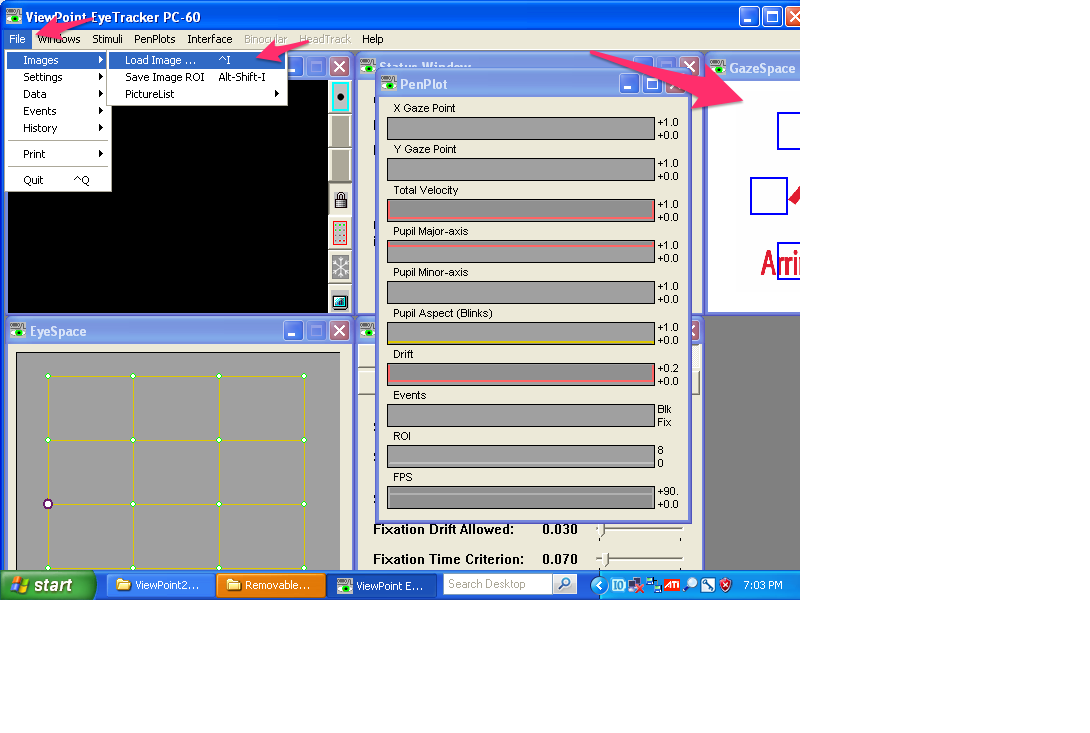 ViewPoint EyeTracker PC-60
File Windows Stimuli PenPlots Interface Binocular HeadTrack Help
Images
Settings
Data
Events
History
Print
Quit ^Q
Load Image ... ^I
Save Image ROI Alt-Shift-I
PictureList
Status Window
GazeSpace
PenPlot
X Gaze Point
+1.0
+0.0
Y Gaze Point
+1.0
+0.0
Total Velocity
+1.0
+0.0
Pupil Major-axis
+1.0
+0.0
Pupil Minor-axis
+1.0
+0.0
Pupil Aspect (Blinks)
+1.0
+0.0
Drift
+0.2
+0.0
Events
Blk
Fix
ROI
8
0
FPS
+90.
+0.0
EyeSpace
Fixation Drift Allowed: 0.030
Fixation Time Criterion: 0.070
start
ViewPoint2...
Removable...
ViewPoint E...
Search Desktop
ATI
7:03 PM